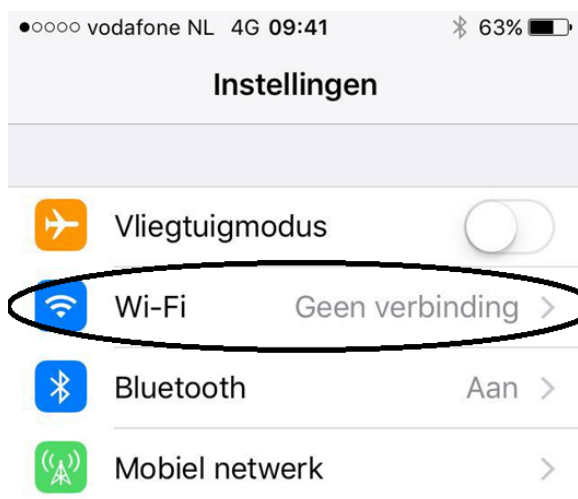 vodafone NL 4G 09:41 63%
Instellingen
Vliegtuigmodus
Wi-Fi Geen verbinding
Bluetooth Aan
Mobiel netwerk